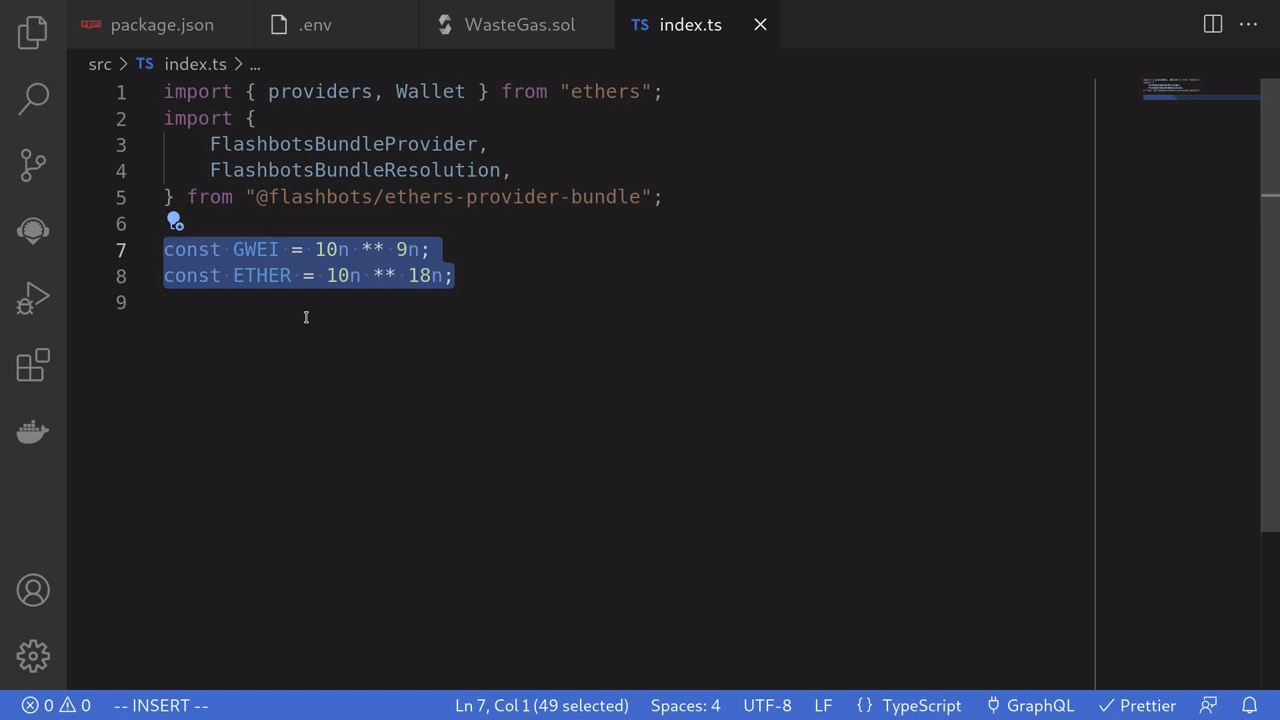 package.json
.env
WasteGas.sol
TS index.ts
src > TS index.ts > ...
1 import { providers, Wallet } from "ethers";
2 import {
3 FlashbotsBundleProvider,
4 FlashbotsBundleResolution,
5 } from "@flashbots/ethers-provider-bundle";
6
7 const GWEI = 10n ** 9n;
8 const ETHER = 10n ** 18n;
9
0 0 -- INSERT -- Ln 7, Col 1 (49 selected) Spaces: 4 UTF-8 LF {} TypeScript GraphQL Prettier